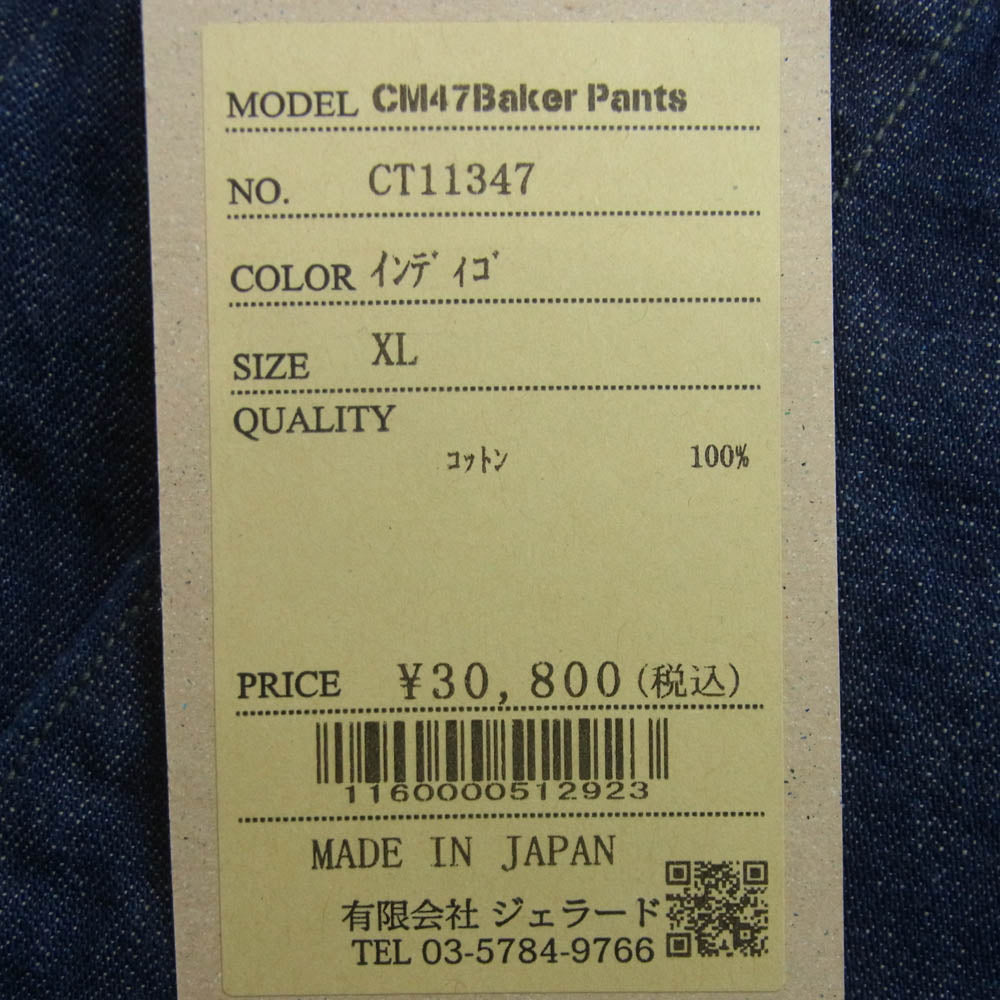 MODEL CM47Baker Pants
NO. CT11347
COLOR インディゴ
SIZE XL
QUALITY
コットン 100%
PRICE ¥30,800(税込)
1160000512923
MADE IN JAPAN
有限会社 ジェラード
TEL 03-5784-9766